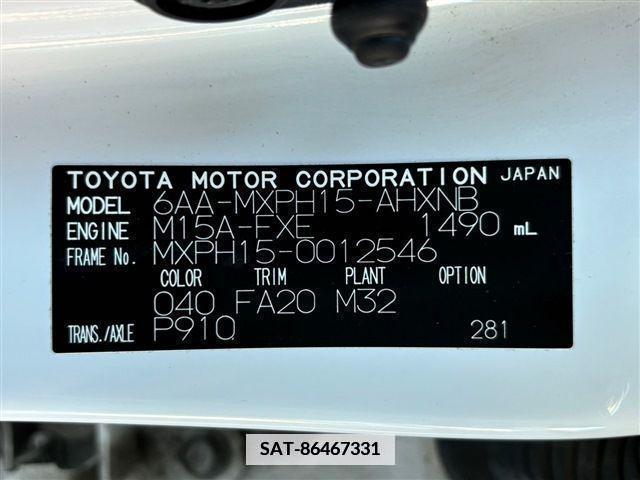 TOYOTA MOTOR CORPORATION JAPAN
MODEL 6AA-MXPH15-AHXNB
ENGINE M15A-FXE 1490 mL
FRAME No. MXPH15-0012546
COLOR TRIM PLANT OPTION
040 FA20 M32
TRANS./AXLE P910 281
SAT-86467331